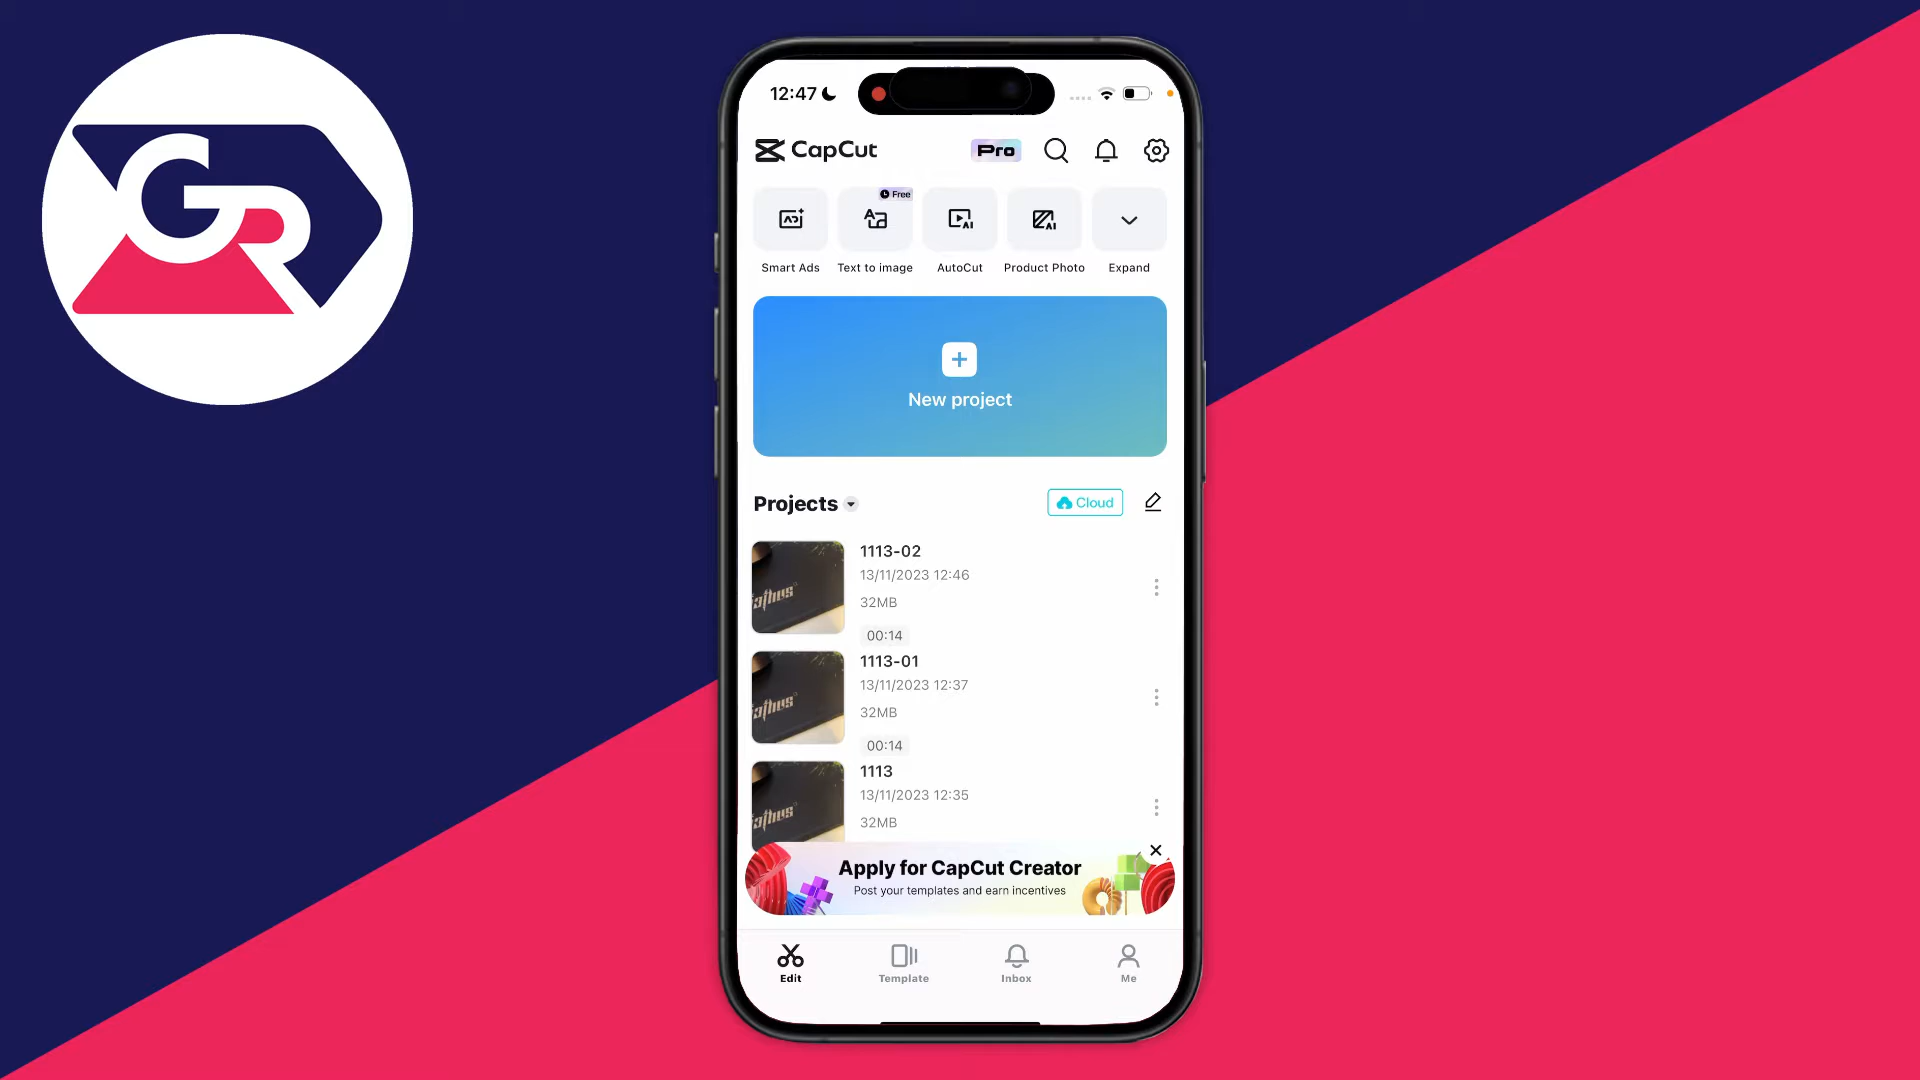 GR
12:47
CapCut
Pro
Free
Smart Ads
Text to image
AutoCut
Product Photo
Expand
New project
Projects
Cloud
1113-02
13/11/2023 12:46
32MB
00:14
1113-01
13/11/2023 12:37
32MB
00:14
1113
13/11/2023 12:35
32MB
Apply for CapCut Creator
Post your templates and earn incentives
Edit
Template
Inbox
Me